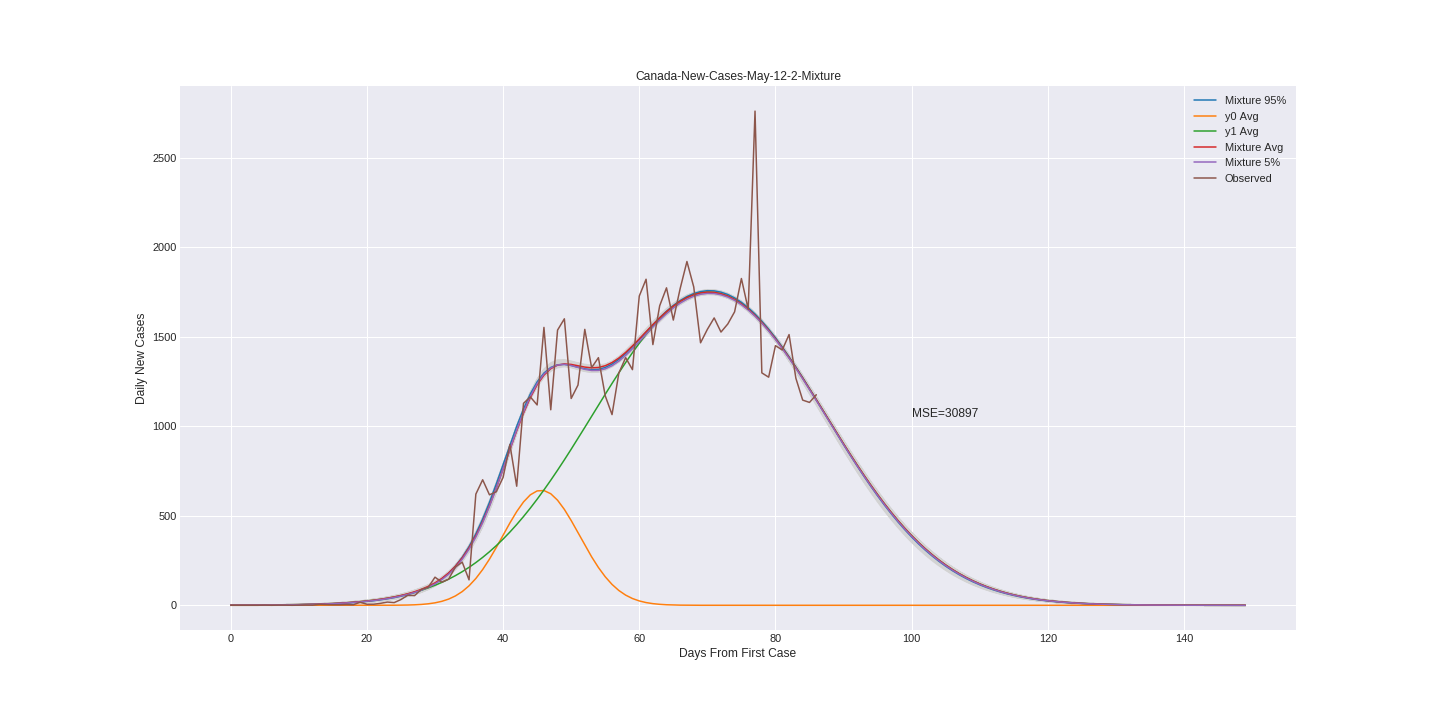 Canada-New-Cases-May-12-2-Mixture
Mixture 95%
y0 Avg
y1 Avg
Mixture Avg
Mixture 5%
Observed
2500
2000
1500
1000
500
0
Daily New Cases
MSE=30897
0 20 40 60 80 100 120 140
Days From First Case